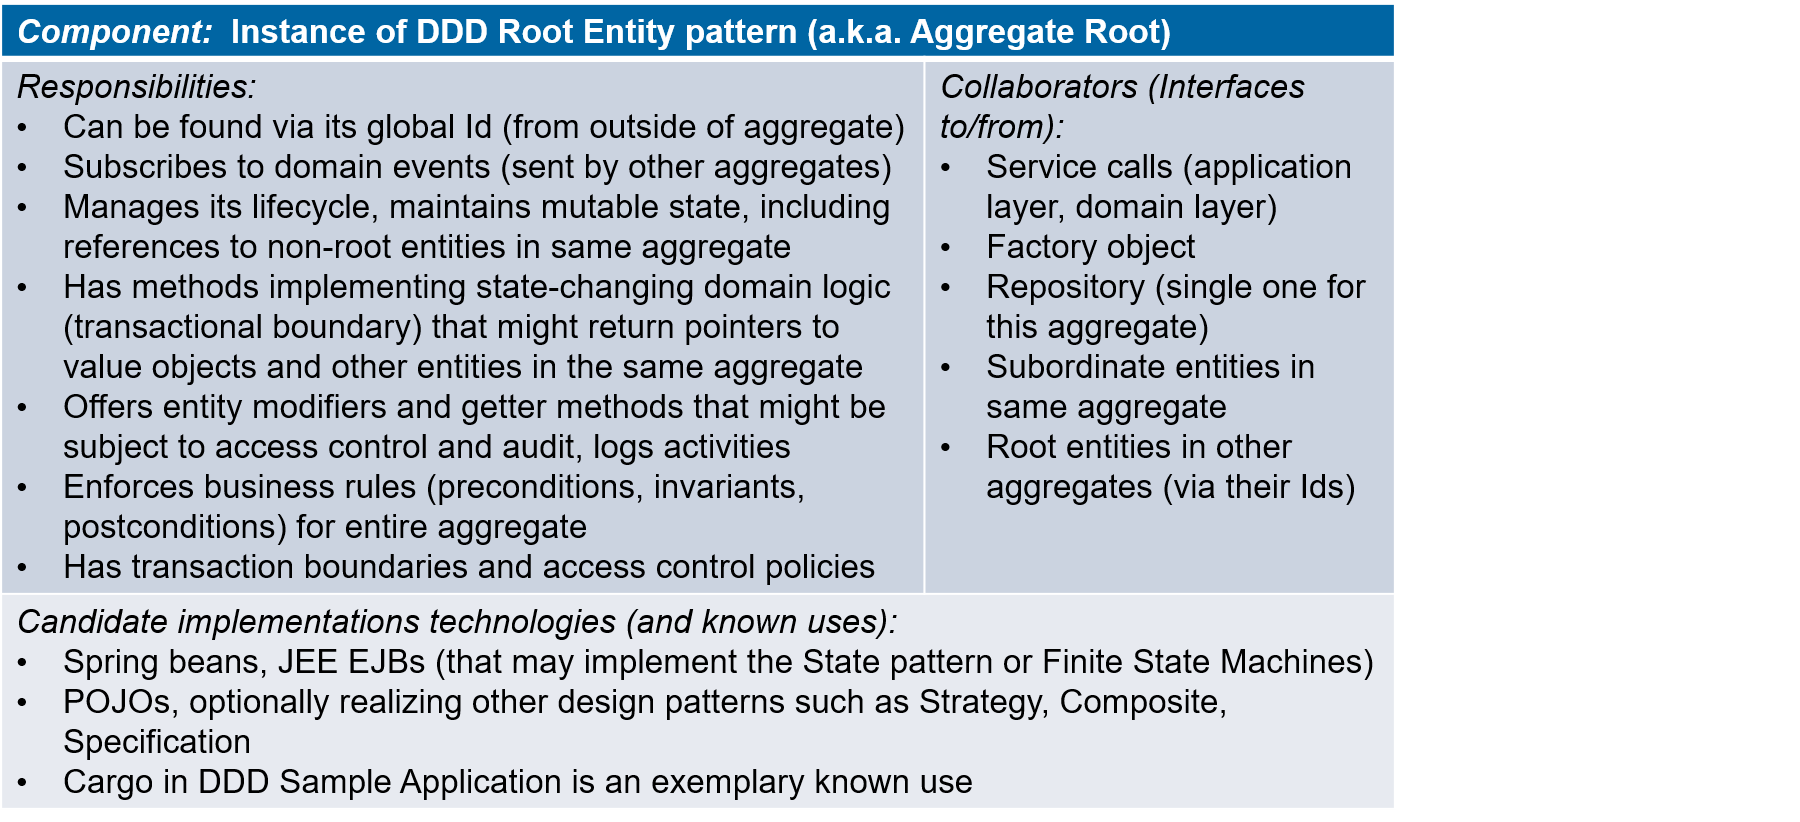 Component: Instance of DDD Root Entity pattern (a.k.a. Aggregate Root)
Responsibilities:
• Can be found via its global Id (from outside of aggregate)
• Subscribes to domain events (sent by other aggregates)
• Manages its lifecycle, maintains mutable state, including
references to non-root entities in same aggregate
• Has methods implementing state-changing domain logic
(transactional boundary) that might return pointers to
value objects and other entities in the same aggregate
• Offers entity modifiers and getter methods that might be
subject to access control and audit, logs activities
• Enforces business rules (preconditions, invariants,
postconditions) for entire aggregate
• Has transaction boundaries and access control policies
Collaborators (Interfaces
to/from):
• Service calls (application
layer, domain layer)
• Factory object
• Repository (single one for
this aggregate)
• Subordinate entities in
same aggregate
• Root entities in other
aggregates (via their Ids)
Candidate implementations technologies (and known uses):
• Spring beans, JEE EJBs (that may implement the State pattern or Finite State Machines)
• POJOs, optionally realizing other design patterns such as Strategy, Composite,
Specification
• Cargo in DDD Sample Application is an exemplary known use